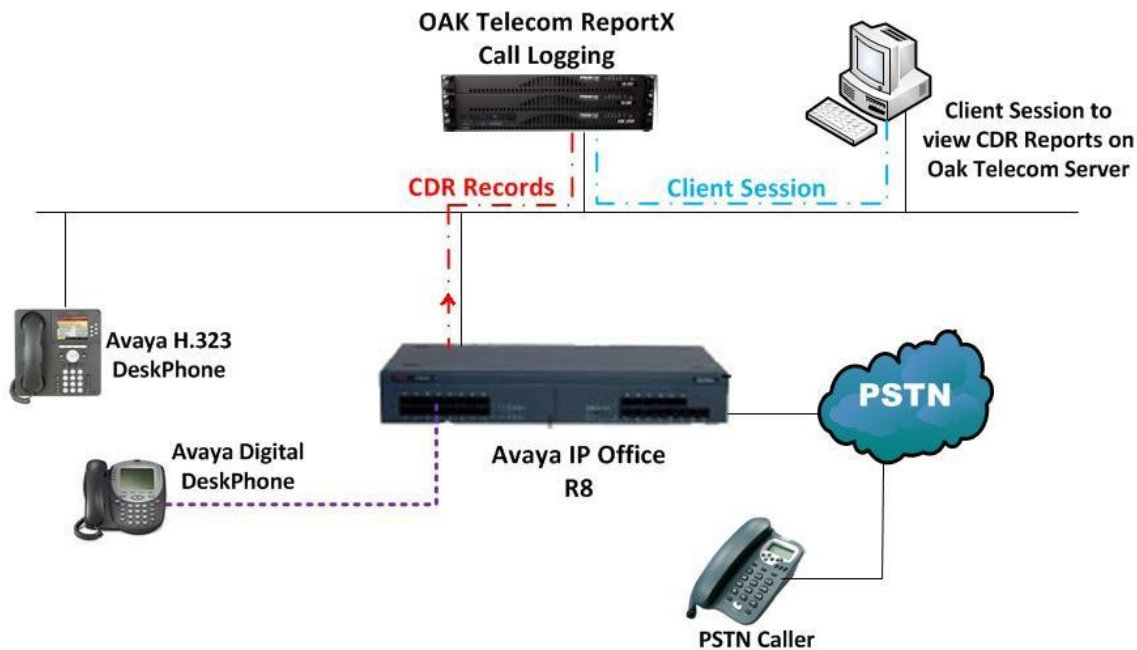 OAK Telecom ReportX
Call Logging
Client Session to
view CDR Reports on
Oak Telecom Server
CDR Records
Client Session
Avaya H.323
DeskPhone
PSTN
Avaya Digital
DeskPhone
Avaya IP Office
R8
PSTN Caller